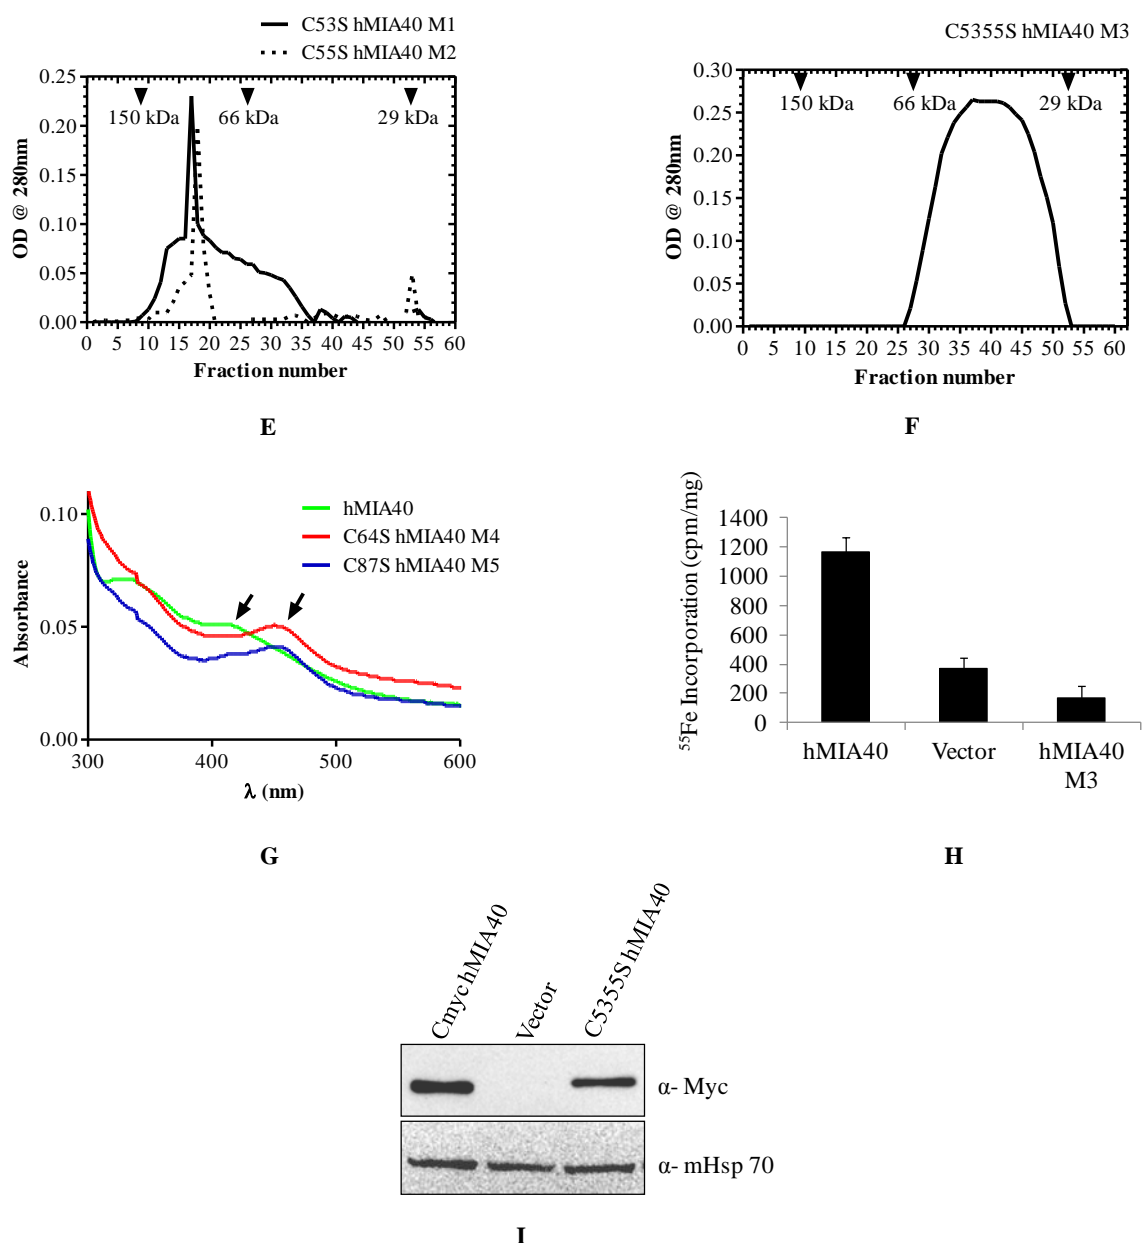 C53S hMIA40 M1
C55S hMIA40 M2
0.25
0.20
0.15
0.10
0.05
0.00
OD @ 280nm
150 kDa
66 kDa
29 kDa
0 5 10 15 20 25 30 35 40 45 50 55 60
Fraction number
E
C5355S hMIA40 M3
0.30
0.25
0.20
0.15
0.10
0.05
0.00
OD @ 280nm
150 kDa
66 kDa
29 kDa
0 5 10 15 20 25 30 35 40 45 50 55 60
Fraction number
F
hMIA40
C64S hMIA40 M4
C87S hMIA40 M5
0.10
0.05
0.00
Absorbance
300 400 500 600
λ (nm)
G
1400
1200
1000
800
600
400
200
0
⁵⁵Fe Incorporation (cpm/mg)
hMIA40
Vector
hMIA40
M3
H
Cmyc hMIA40
Vector
C5355S hMIA40
α- Myc
α- mHsp 70
I